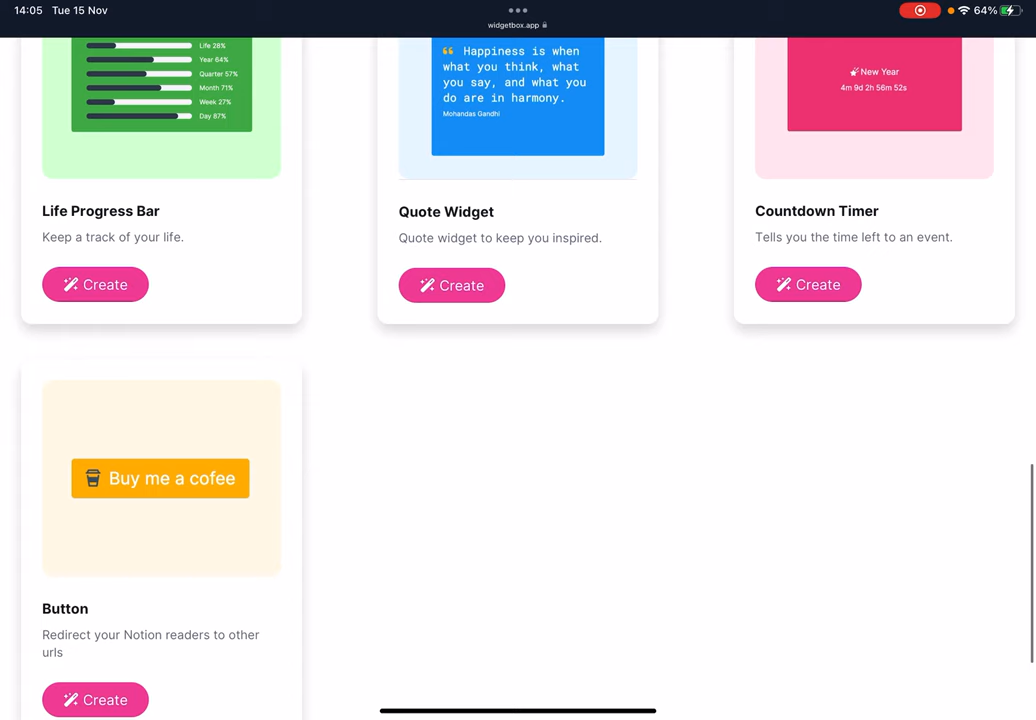 14:05 Tue 15 Nov
64%
widgetbox.app
Life 28%
Year 64%
Quarter 57%
Month 71%
Week 27%
Day 87%
Happiness is when
what you think, what
you say, and what you
do are in harmony.
Mohandas Gandhi
New Year
4m 9d 2h 56m 52s
Life Progress Bar
Keep a track of your life.
Create
Quote Widget
Quote widget to keep you inspired.
Create
Countdown Timer
Tells you the time left to an event.
Create
Buy me a cofee
Button
Redirect your Notion readers to other
urls
Create